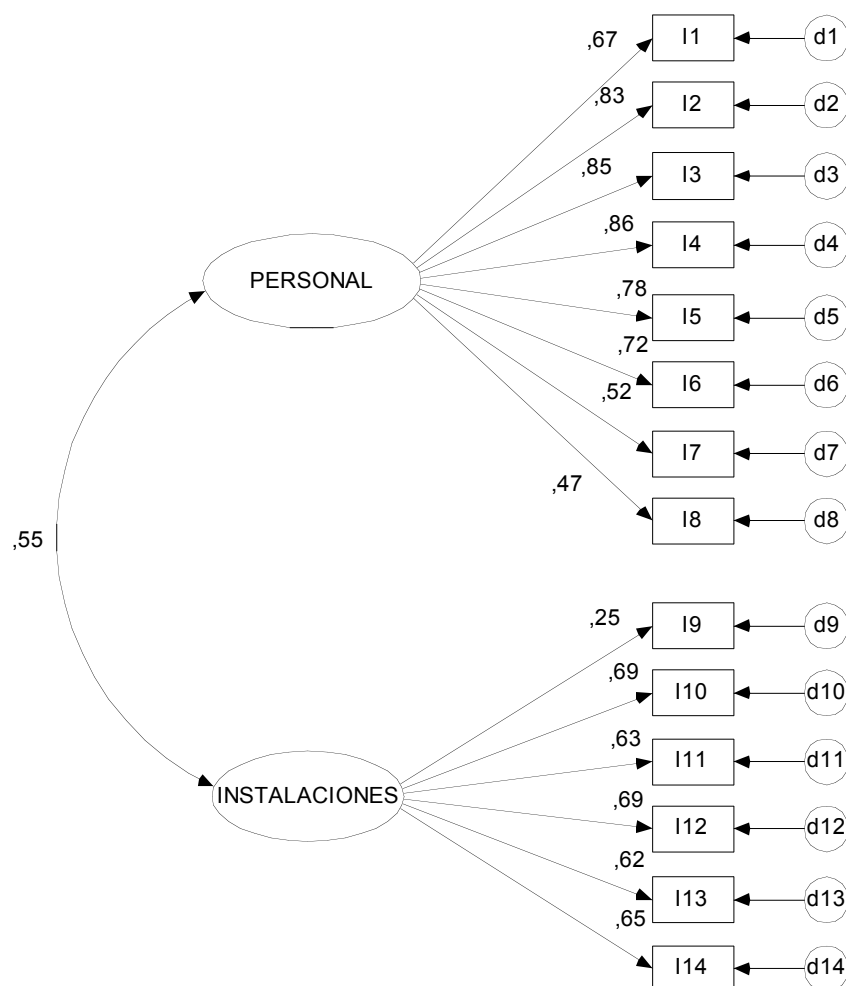 ,67
I1
d1
,83
I2
d2
,85
I3
d3
,86
I4
d4
PERSONAL
,78
I5
d5
,72
I6
d6
,52
I7
d7
,47
I8
d8
,55
,25
I9
d9
,69
I10
d10
,63
I11
d11
INSTALACIONES
,69
I12
d12
,62
I13
d13
,65
I14
d14